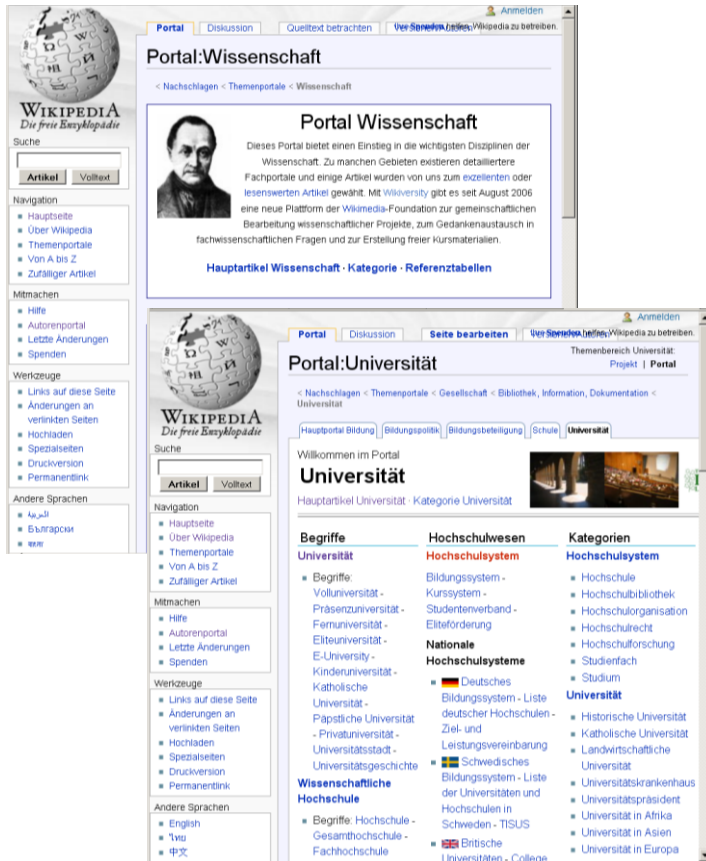 Anmelden
Portal Diskussion Quelltext betrachten
helfen, Wikipedia zu betreiben.
Portal:Wissenschaft
< Nachschlagen < Themenportale < Wissenschaft
WIKIPEDIA
Die freie Enzyklopädie
Suche
Artikel Volltext
Navigation
Hauptseite
Über Wikipedia
Themenportale
Von A bis Z
Zufälliger Artikel
Mitmachen
Hilfe
Autorenportal
Letzte Änderungen
Spenden
Werkzeuge
Links auf diese Seite
Änderungen an
verlinkten Seiten
Hochladen
Spezialseiten
Druckversion
Permanentlink
Andere Sprachen
العربية
Български
বাংলা
Portal Wissenschaft
Dieses Portal bietet einen Einstieg in die wichtigsten Disziplinen der
Wissenschaft. Zu manchen Gebieten existieren detailliertere
Fachportale und einige Artikel wurden von uns zum exzellenten oder
lesenswerten Artikel gewählt. Mit Wikiversity gibt es seit August 2006
eine neue Plattform der Wikimedia-Foundation zur gemeinschaftlichen
Bearbeitung wissenschaftlicher Projekte, zum Gedankenaustausch in
fachwissenschaftlichen Fragen und zur Erstellung freier Kursmaterialien.
Hauptartikel Wissenschaft · Kategorie · Referenztabellen
Anmelden
Portal Diskussion Seite bearbeiten
helfen, Wikipedia zu betreiben.
Portal:Universität
Themenbereich Universität:
Projekt | Portal
< Nachschlagen < Themenportale < Gesellschaft < Bibliothek, Information, Dokumentation <
Universität
Hauptportal Bildung Bildungspolitik Bildungsbeteiligung Schule Universität
WIKIPEDIA
Die freie Enzyklopädie
Suche
Artikel Volltext
Navigation
Hauptseite
Über Wikipedia
Themenportale
Von A bis Z
Zufälliger Artikel
Mitmachen
Hilfe
Autorenportal
Letzte Änderungen
Spenden
Werkzeuge
Links auf diese Seite
Änderungen an
verlinkten Seiten
Hochladen
Spezialseiten
Druckversion
Permanentlink
Andere Sprachen
English
ไทย
中文
Willkommen im Portal
Universität
Hauptartikel Universität · Kategorie Universität
Begriffe
Universität
Begriffe:
Volluniversität -
Präsenzuniversität -
Fernuniversität -
Eliteuniversität -
E-University -
Kinderuniversität -
Katholische
Universität -
Päpstliche Universität
- Privatuniversität -
Universitätsstadt -
Universitätsgeschichte
Wissenschaftliche
Hochschule
Begriffe: Hochschule -
Gesamthochschule -
Fachhochschule
Hochschulwesen
Hochschulsystem
Bildungssystem -
Kurssystem -
Studentenverband -
Eliteförderung
Nationale
Hochschulsysteme
Deutsches
Bildungssystem - Liste
deutscher Hochschulen -
Ziel- und
Leistungsvereinbarung
Schwedisches
Bildungssystem - Liste
der Universitäten und
Hochschulen in
Schweden - TISUS
Britische
Universitäten - College
Kategorien
Hochschulsystem
Hochschule
Hochschulbibliothek
Hochschulorganisation
Hochschulrecht
Hochschulforschung
Studienfach
Studium
Universität
Historische Universität
Katholische Universität
Landwirtschaftliche
Universität
Universitätskrankenhaus
Universitätspräsident
Universität in Afrika
Universität in Asien
Universität in Europa